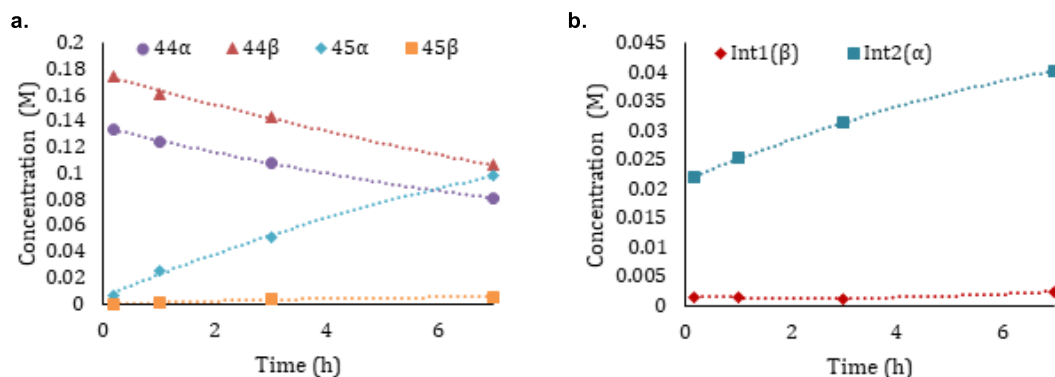 a.
44α 44β 45α 45β
Concentration (M)
0.2
0.18
0.16
0.14
0.12
0.1
0.08
0.06
0.04
0.02
0
0 2 4 6
Time (h)
b.
Int1(β) Int2(α)
Concentration (M)
0.045
0.04
0.035
0.03
0.025
0.02
0.015
0.01
0.005
0
0 2 4 6
Time (h)